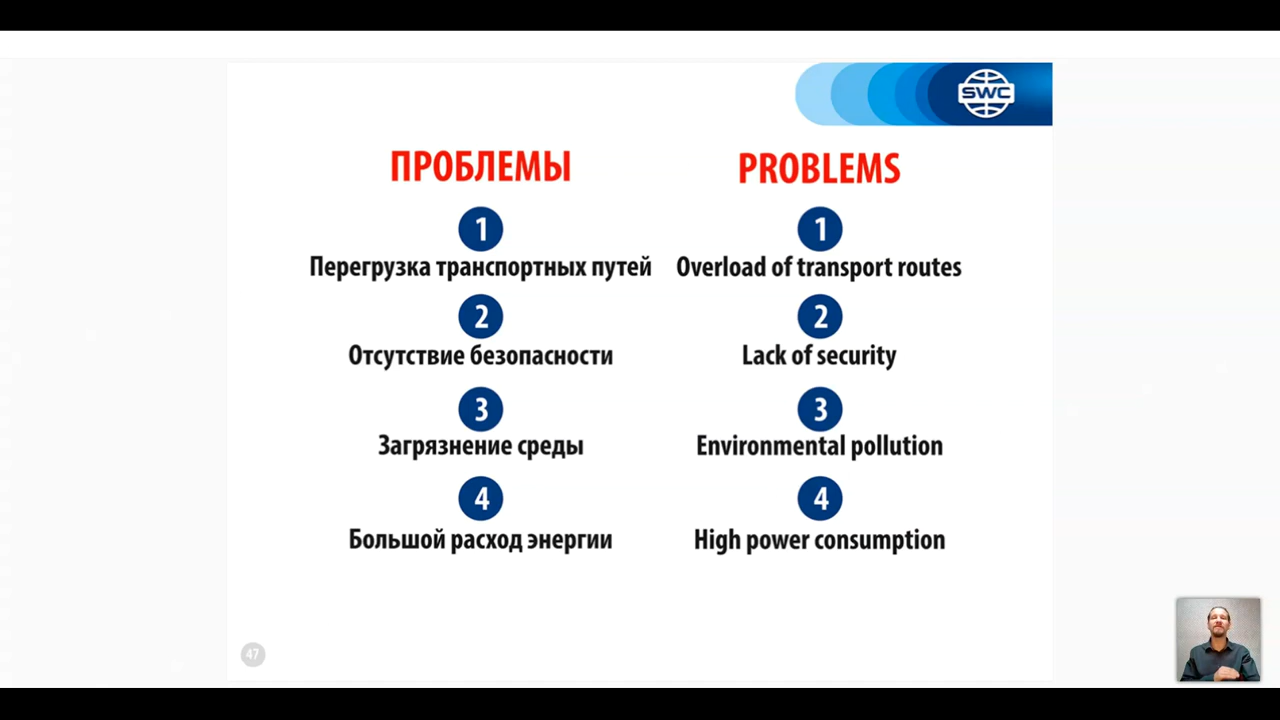 SWC
ПРОБЛЕМЫ
1
Перегрузка транспортных путей
2
Отсутствие безопасности
3
Загрязнение среды
4
Большой расход энергии
PROBLEMS
1
Overload of transport routes
2
Lack of security
3
Environmental pollution
4
High power consumption
47